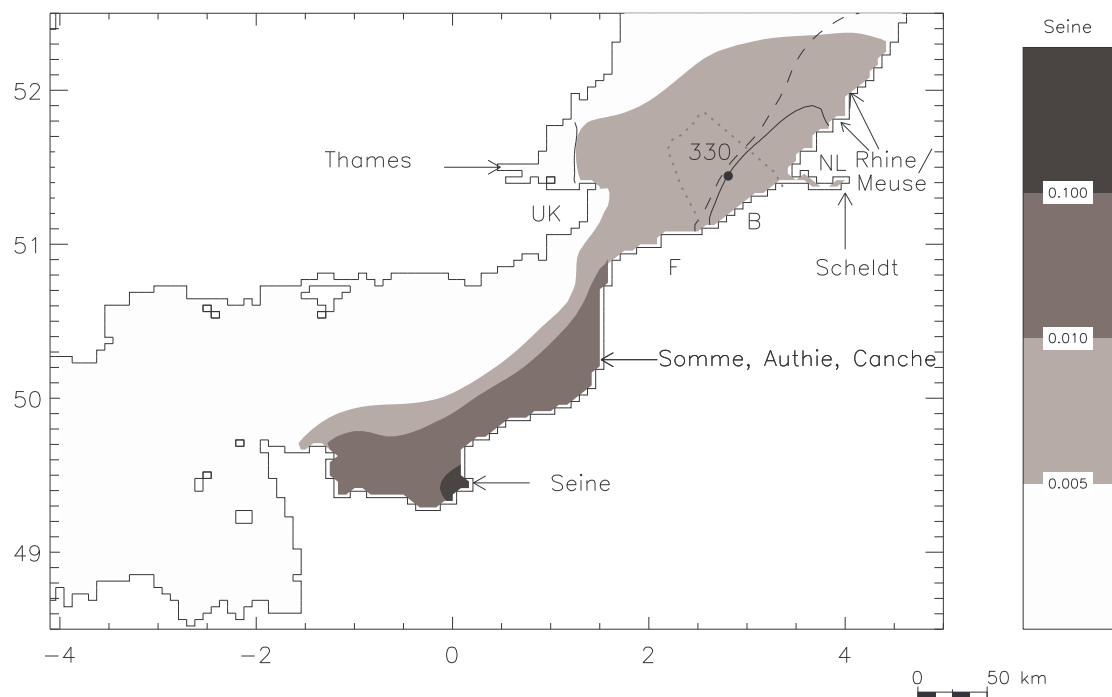 Seine
52
0.100
330
Thames
NL Rhine/
Meuse
UK
B
51
F
Scheldt
0.010
Somme, Authie, Canche
50
0.005
Seine
49
−4
−2
0
2
4
0 50 km